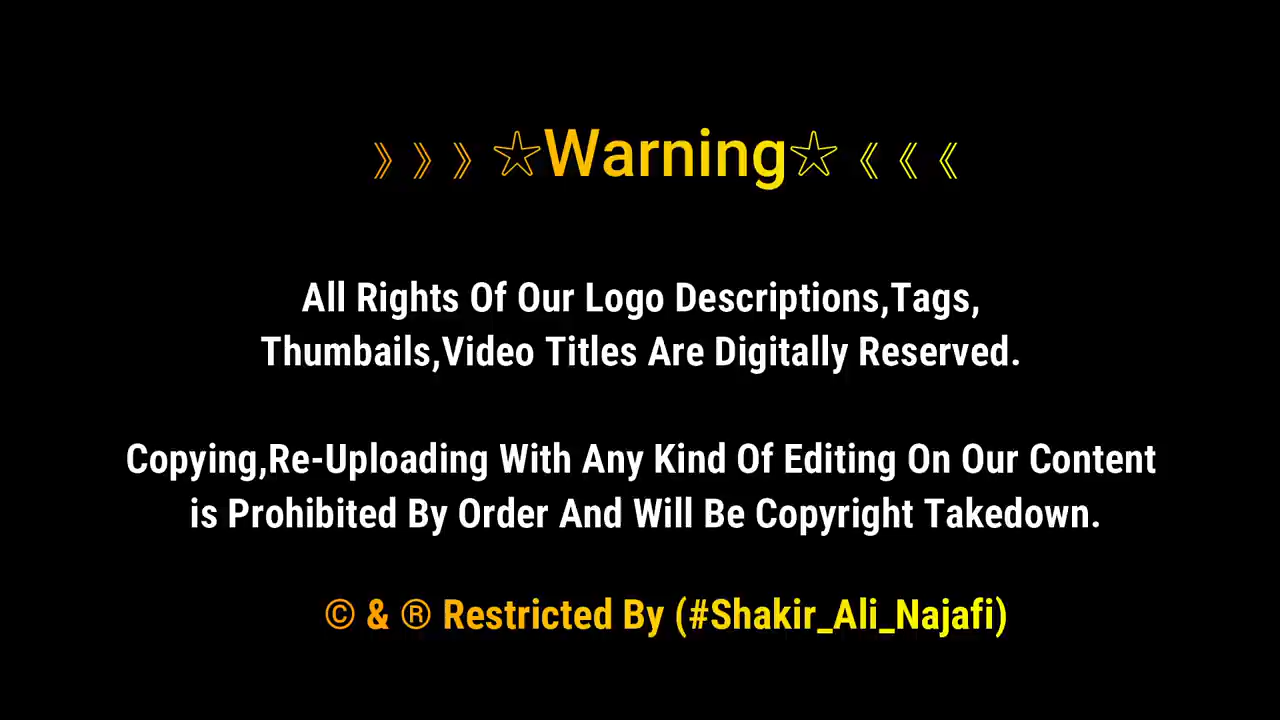 》》》☆Warning☆《《《
All Rights Of Our Logo Descriptions,Tags,
Thumbails,Video Titles Are Digitally Reserved.
Copying,Re-Uploading With Any Kind Of Editing On Our Content
is Prohibited By Order And Will Be Copyright Takedown.
© & ® Restricted By (#Shakir_Ali_Najafi)